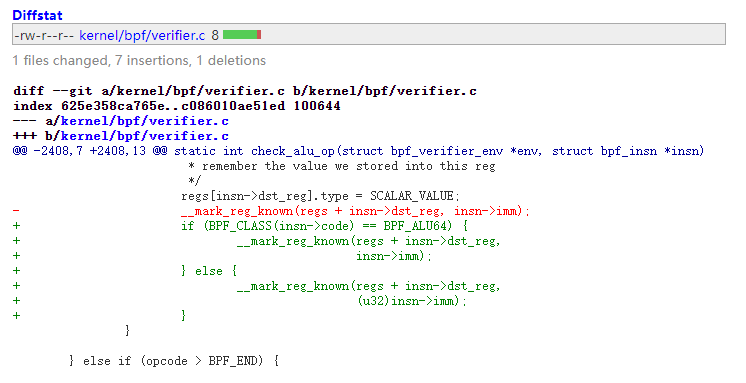 Diffstat
-rw-r--r-- kernel/bpf/verifier.c 8
1 files changed, 7 insertions, 1 deletions
diff --git a/kernel/bpf/verifier.c b/kernel/bpf/verifier.c
index 625e358ca765e..c086010ae51ed 100644
--- a/kernel/bpf/verifier.c
+++ b/kernel/bpf/verifier.c
@@ -2408,7 +2408,13 @@ static int check_alu_op(struct bpf_verifier_env *env, struct bpf_insn *insn)
 * remember the value we stored into this reg
 */
regs[insn->dst_reg].type = SCALAR_VALUE;
- __mark_reg_known(regs + insn->dst_reg, insn->imm);
+ if (BPF_CLASS(insn->code) == BPF_ALU64) {
+ __mark_reg_known(regs + insn->dst_reg,
+ insn->imm);
+ } else {
+ __mark_reg_known(regs + insn->dst_reg,
+ (u32)insn->imm);
+ }
}
} else if (opcode > BPF_END) {